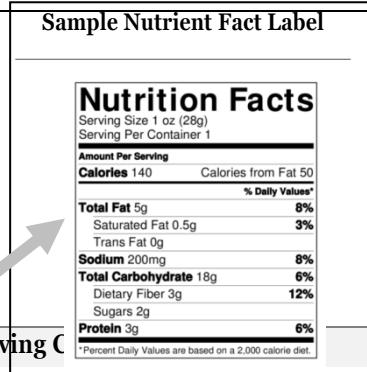 Sample Nutrient Fact Label
Nutrition Facts
Serving Size 1 oz (28g)
Serving Per Container 1
Amount Per Serving
Calories 140 Calories from Fat 50
% Daily Values*
Total Fat 5g 8%
Saturated Fat 0.5g 3%
Trans Fat 0g
Sodium 200mg 8%
Total Carbohydrate 18g 6%
Dietary Fiber 3g 12%
Sugars 2g
Protein 3g 6%
*Percent Daily Values are based on a 2,000 calorie diet.